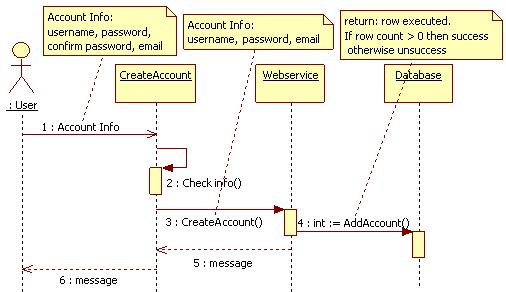 Account Info:
username, password,
confirm password, email
Account Info:
username, password, email
return: row executed.
If row count > 0 then success
otherwise unsuccess
CreateAccount
Webservice
Database
: User
1 : Account Info
2 : Check info()
3 : CreateAccount()
4 : int := AddAccount()
5 : message
6 : message